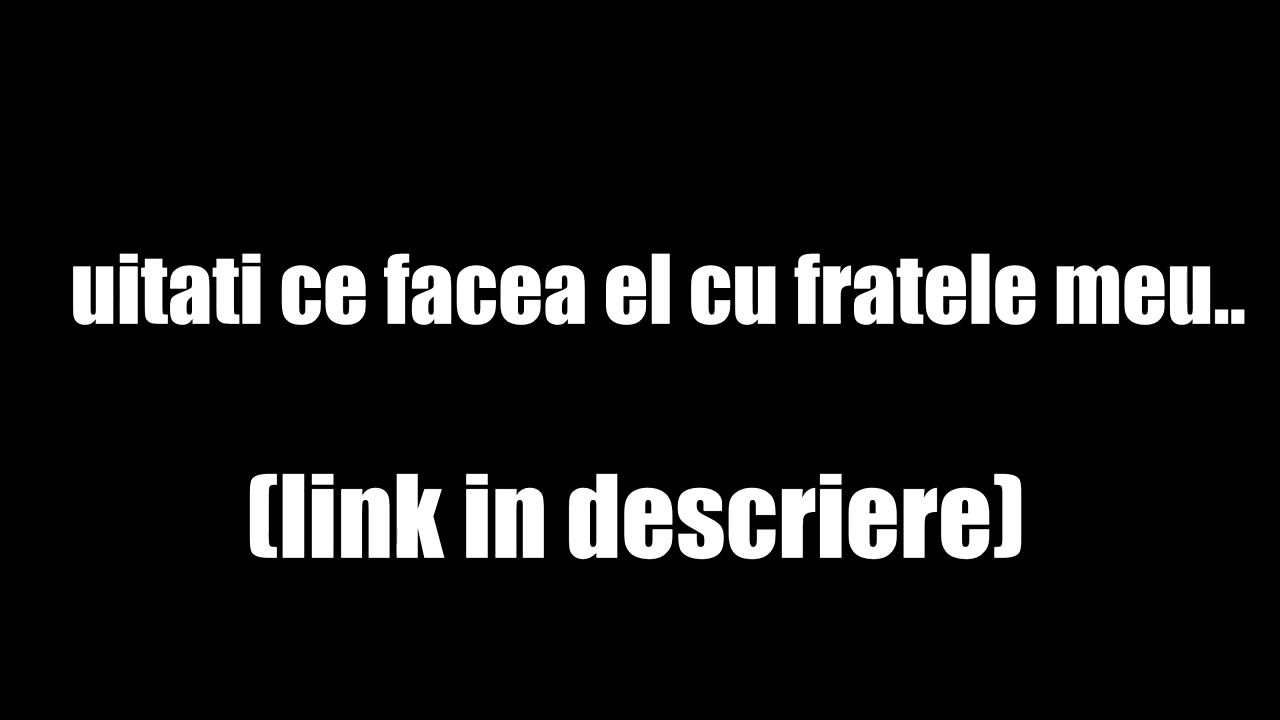 uitati ce facea el cu fratele meu..
(link in descriere)